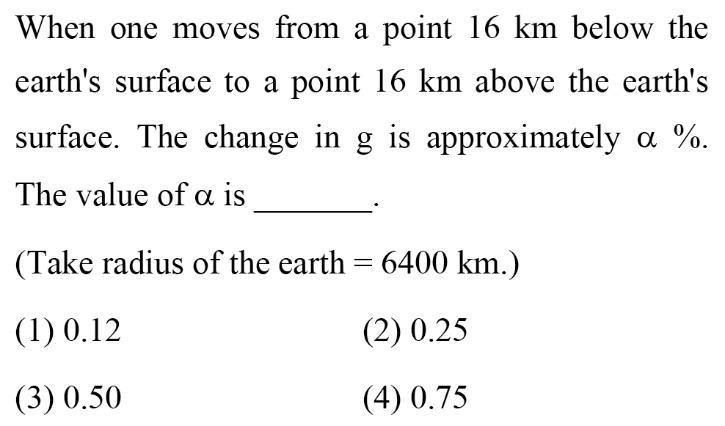 When one moves from a point 16 km below the
earth's surface to a point 16 km above the earth's
surface. The change in g is approximately α %.
The value of α is _______.
(Take radius of the earth = 6400 km.)
(1) 0.12 (2) 0.25
(3) 0.50 (4) 0.75